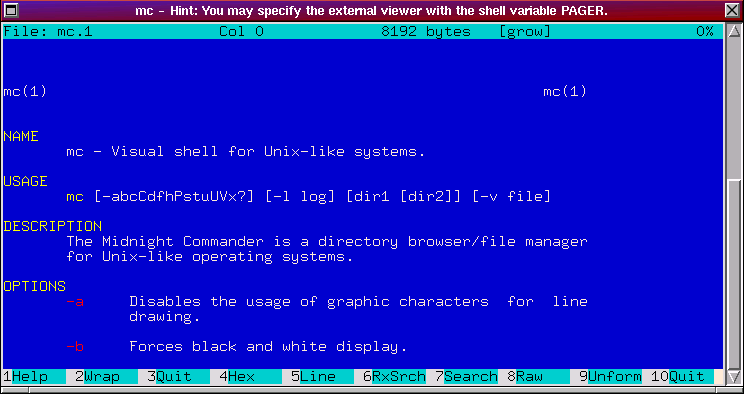 mc - Hint: You may specify the external viewer with the shell variable PAGER.
File: mc.1 Col 0 8192 bytes [grow] 0%
mc(1) mc(1)
NAME
mc - Visual shell for Unix-like systems.
USAGE
mc [-abcCdfhPstuUVx?] [-l log] [dir1 [dir2]] [-v file]
DESCRIPTION
The Midnight Commander is a directory browser/file manager
for Unix-like operating systems.
OPTIONS
-a Disables the usage of graphic characters for line
drawing.
-b Forces black and white display.
1Help 2Wrap 3Quit 4Hex 5Line 6RxSrch 7Search 8Raw 9Unform 10Quit